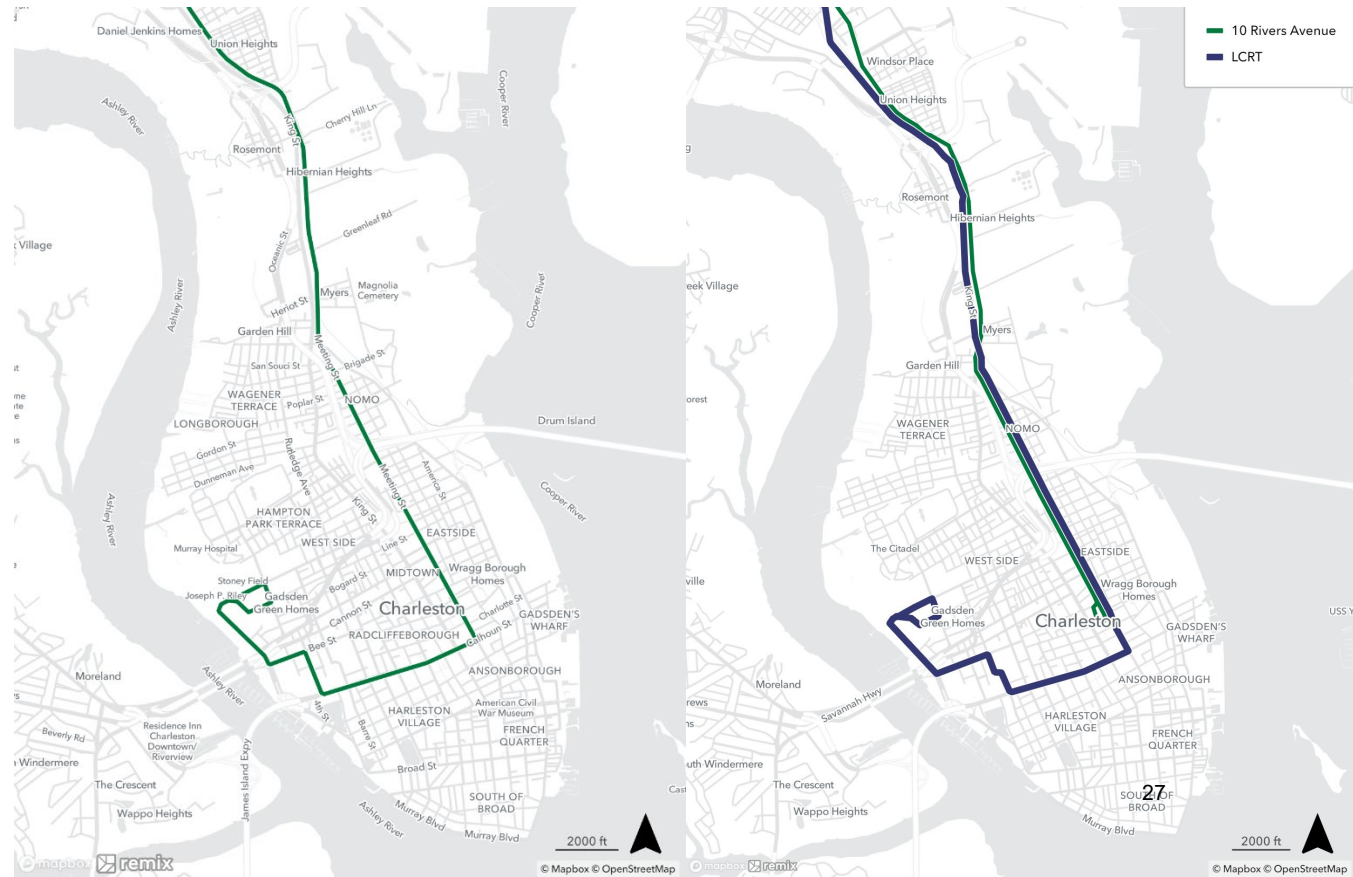 Daniel Jenkins Homes
Union Heights
Cooper River
Ashley River
King St
Cherry Hill Ln
Rosemont
Hibernian Heights
Village
Greenleaf Rd
Oceanic St
Ashley River
Cooper River
Myers
Magnolia
Cemetery
Heriot St
Garden Hill
Meeting St
Brigade St
San Souci St
WAGENER
TERRACE
Poplar St
NOMO
LONGBOROUGH
Drum Island
Gordon St
Rutledge Ave
Dunneman Ave
Meeting St
America St
Ashley River
Cooper River
King St
HAMPTON
PARK TERRACE
EASTSIDE
Murray Hospital
WEST SIDE
Line St
MIDTOWN
Wragg Borough
Homes
Stoney Field
Bogard St
Joseph P. Riley
Gadsden
Green Homes
Cannon St
Charleston
Charlotte St
GADSDEN'S
WHARF
Bee St
RADCLIFFEBOROUGH
Calhoun St
Ashley River
Moreland
ANSONBOROUGH
4th St
HARLESTON
VILLAGE
American Civil
War Museum
Residence Inn
Charleston
Downtown/
Riverview
Beverly Rd
Barre St
FRENCH
QUARTER
Windermere
James Island Expy
Broad St
The Crescent
SOUTH OF
BROAD
Wappo Heights
Ashley River
Murray Blvd
Murray Blvd
2000 ft
mapbox remix
© Mapbox © OpenStreetMap
10 Rivers Avenue
LCRT
Windsor Place
Union Heights
Rosemont
Hibernian Heights
eek Village
King St
Myers
Garden Hill
orest
WAGENER
TERRACE
NOMO
The Citadel
WEST SIDE
EASTSIDE
ville
Wragg Borough
Homes
Gadsden
Green Homes
Charleston
USS Y
GADSDEN'S
WHARF
ANSONBOROUGH
Moreland
Savannah Hwy
rews
HARLESTON
VILLAGE
FRENCH
QUARTER
uth Windermere
The Crescent
Cast
27
SOUTH OF
BROAD
Wappo Heights
Murray Blvd
2000 ft
mapbox remix
© Mapbox © OpenStreetMap